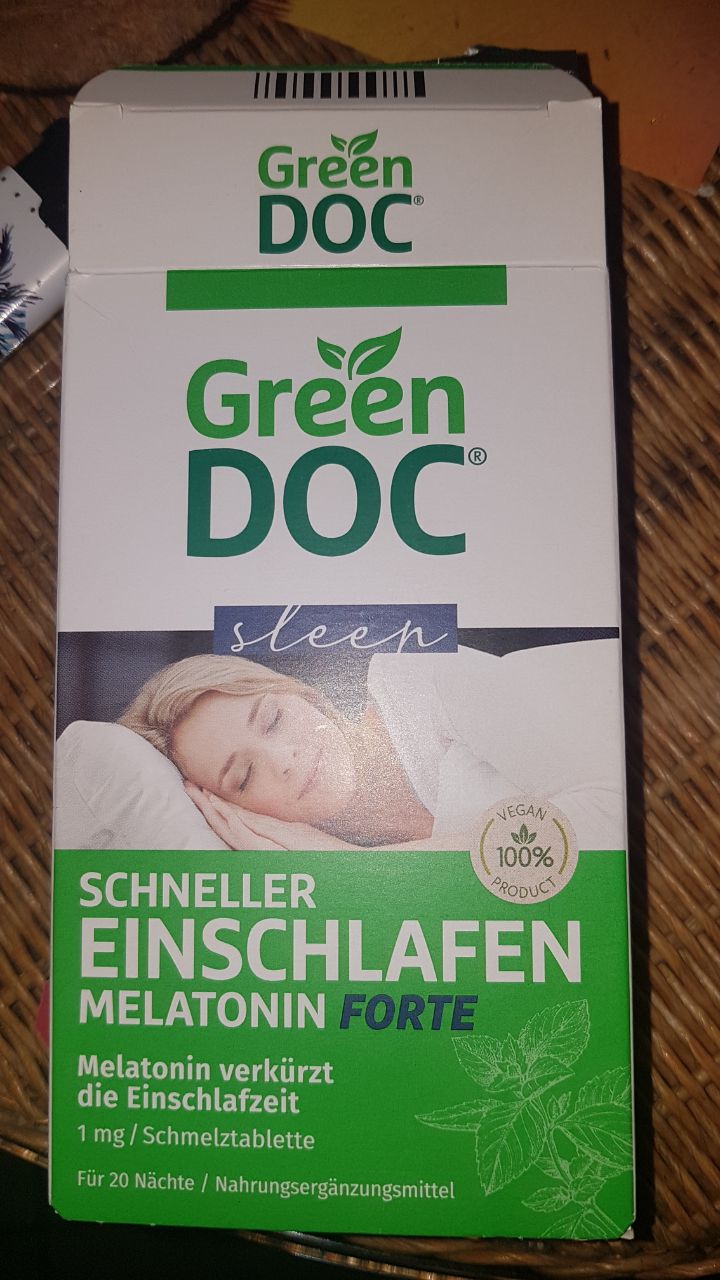 Green
DOC®
Green
DOC®
sleep
VEGAN
100%
PRODUCT
SCHNELLER
EINSCHLAFEN
MELATONIN FORTE
Melatonin verkürzt
die Einschlafzeit
1 mg / Schmelztablette
Für 20 Nächte / Nahrungsergänzungsmittel